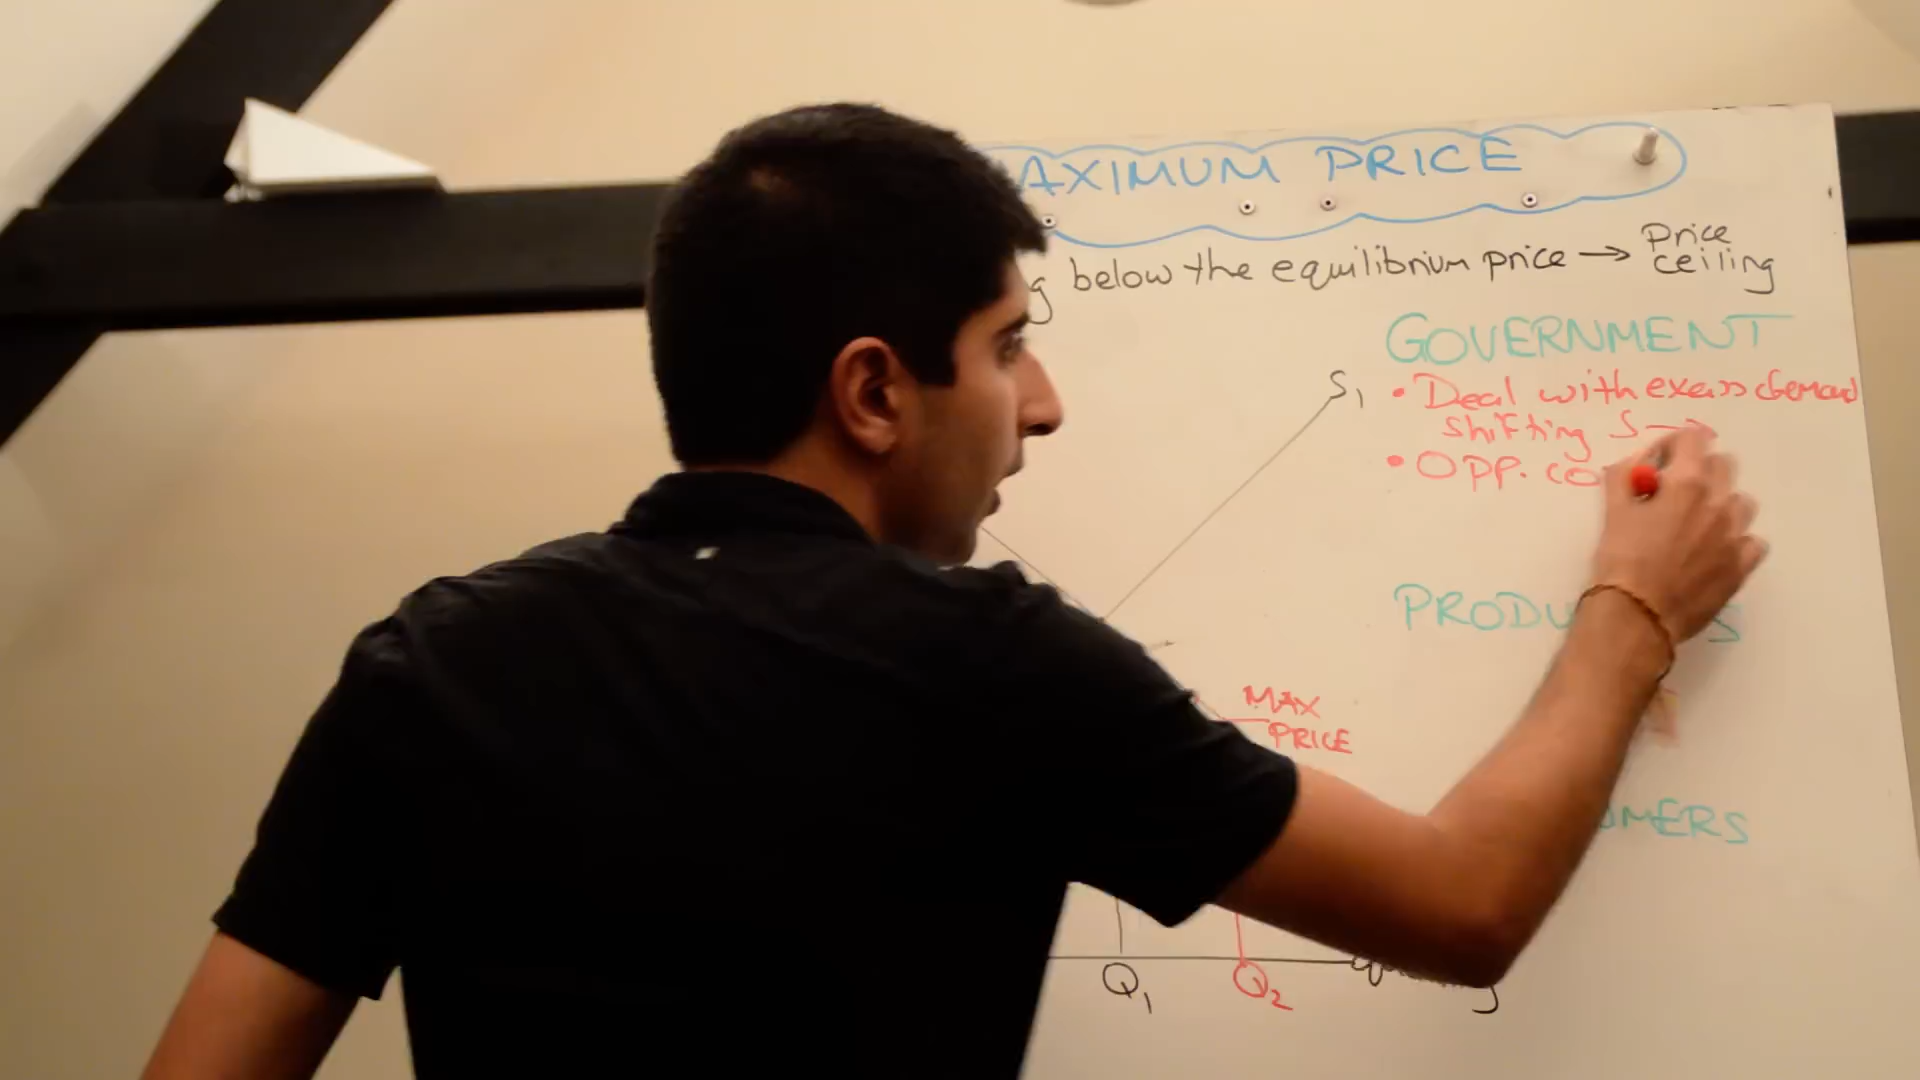 AXIMUM PRICE
g below the equilibrium price → Price ceiling
GOVERNMENT
• Deal with excess demand
shifting S →
• Opp. co
S1
PRODU S
MAX
PRICE
OMERS
Q1
Q2